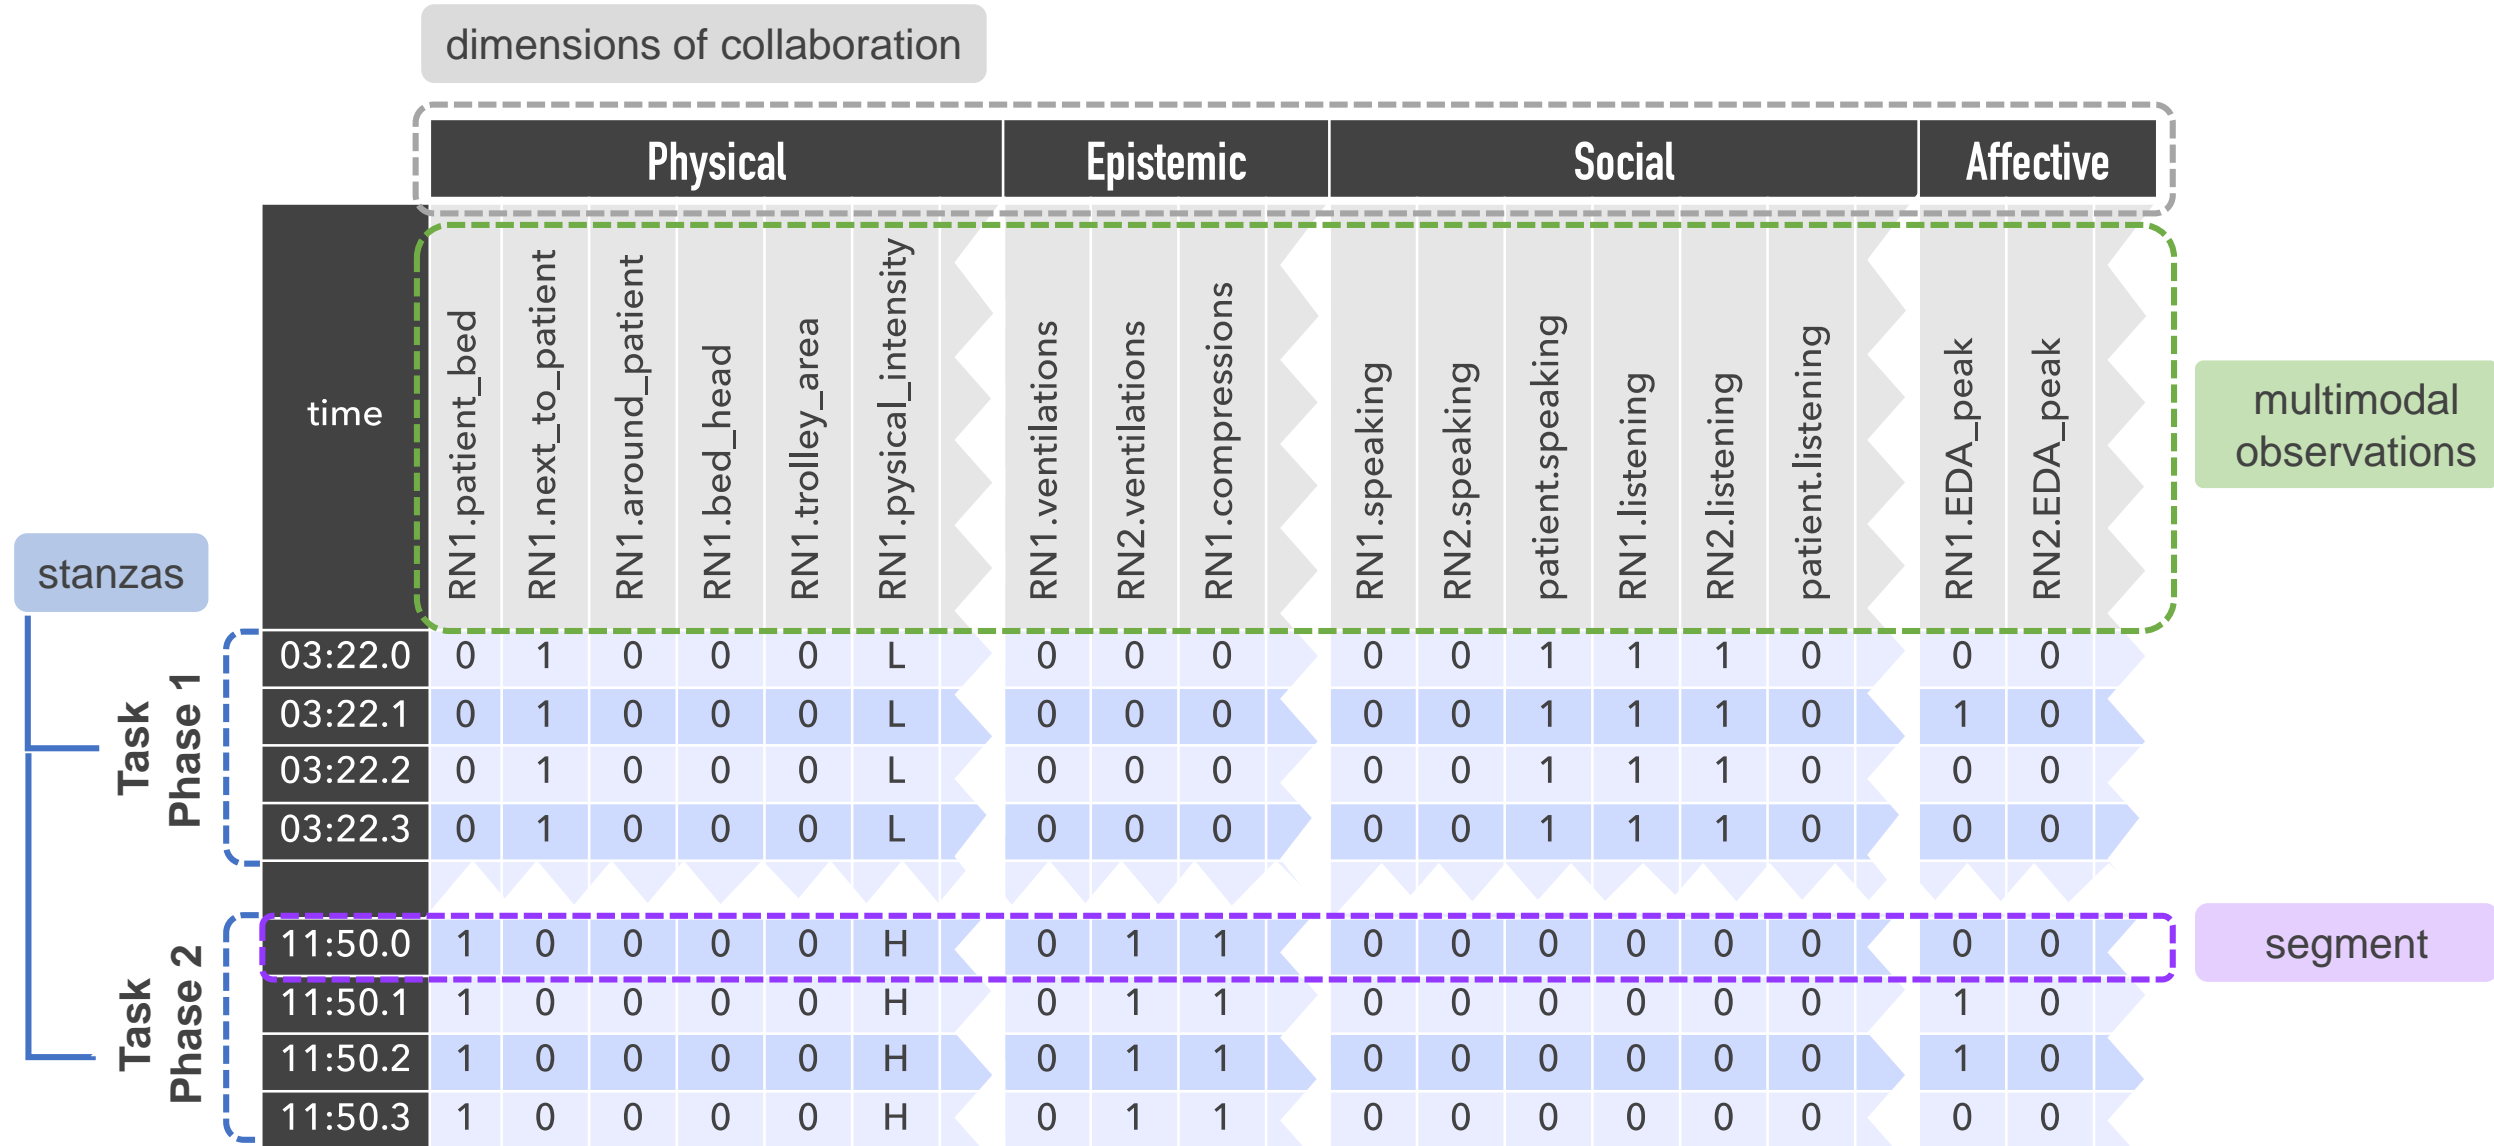 dimensions of collaboration
Physical Epistemic Social Affective
time RN1.patient_bed RN1.next_to_patient RN1.around_patient RN1.bed_head RN1.trolley_area RN1.pysical_intensity RN1.ventilations RN2.ventilations RN1.compressions RN1.speaking RN2.speaking patient.speaking RN1.listening RN2.listening patient.listening RN1.EDA_peak RN2.EDA_peak
multimodal
observations
stanzas
Task
Phase 1
03:22.0 0 1 0 0 0 L 0 0 0 0 0 1 1 1 0 0 0
03:22.1 0 1 0 0 0 L 0 0 0 0 0 1 1 1 0 1 0
03:22.2 0 1 0 0 0 L 0 0 0 0 0 1 1 1 0 0 0
03:22.3 0 1 0 0 0 L 0 0 0 0 0 1 1 1 0 0 0
Task
Phase 2
11:50.0 1 0 0 0 0 H 0 1 1 0 0 0 0 0 0 0 0
segment
11:50.1 1 0 0 0 0 H 0 1 1 0 0 0 0 0 0 1 0
11:50.2 1 0 0 0 0 H 0 1 1 0 0 0 0 0 0 1 0
11:50.3 1 0 0 0 0 H 0 1 1 0 0 0 0 0 0 0 0